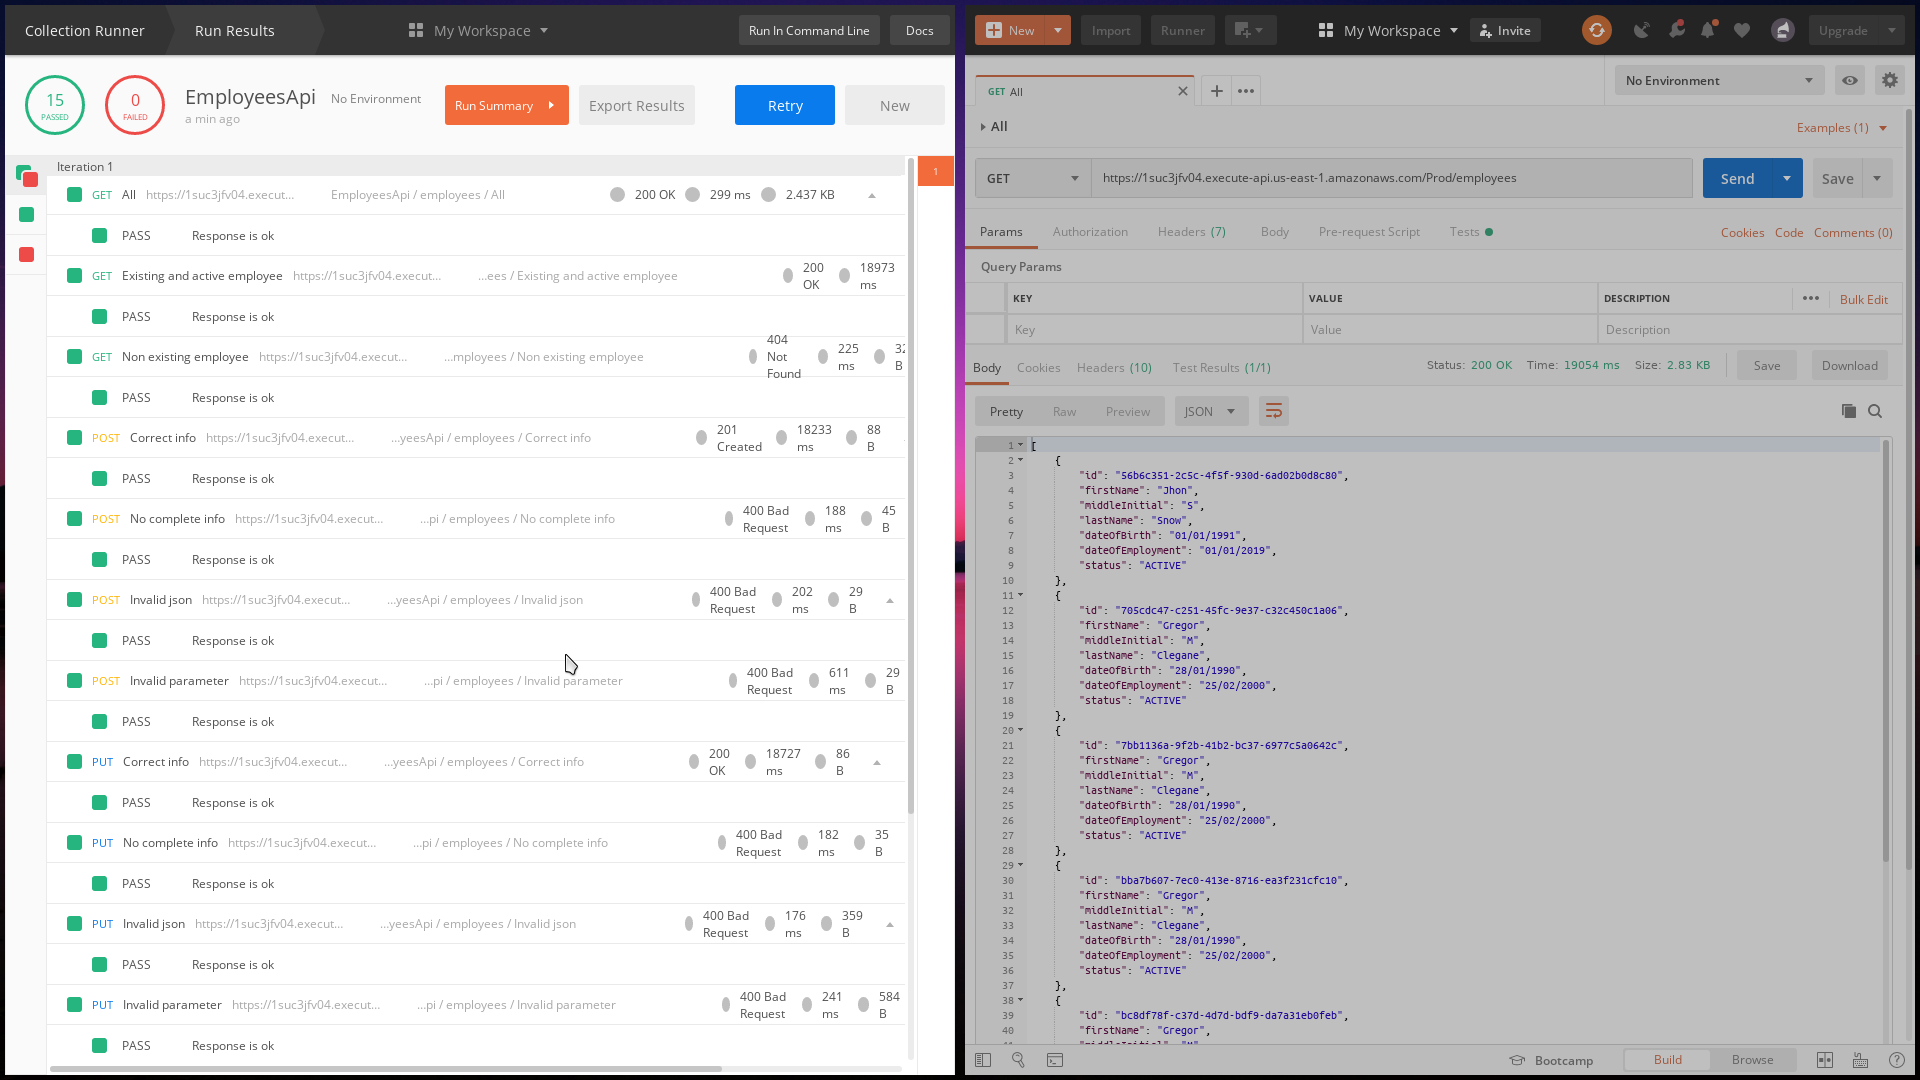 Collection Runner
Run Results
My Workspace
Run In Command Line
Docs
15
PASSED
0
FAILED
EmployeesApi
No Environment
a min ago
Run Summary
Export Results
Retry
New
Iteration 1
1
GET All https://1suc3jfv04.execut... EmployeesApi / employees / All 200 OK 299 ms 2.437 KB
PASS Response is ok
GET Existing and active employee https://1suc3jfv04.execut... ...ees / Existing and active employee 200 OK 18973 ms
PASS Response is ok
GET Non existing employee https://1suc3jfv04.execut... ...mployees / Non existing employee 404 Not Found 225 ms B
PASS Response is ok
POST Correct info https://1suc3jfv04.execut... ...yeesApi / employees / Correct info 201 Created 18233 ms 88 B
PASS Response is ok
POST No complete info https://1suc3jfv04.execut... ...pi / employees / No complete info 400 Bad Request 188 ms 45 B
PASS Response is ok
POST Invalid json https://1suc3jfv04.execut... ...yeesApi / employees / Invalid json 400 Bad Request 202 ms 29 B
PASS Response is ok
POST Invalid parameter https://1suc3jfv04.execut... ...pi / employees / Invalid parameter 400 Bad Request 611 ms 29 B
PASS Response is ok
PUT Correct info https://1suc3jfv04.execut... ...yeesApi / employees / Correct info 200 OK 18727 ms 86 B
PASS Response is ok
PUT No complete info https://1suc3jfv04.execut... ...pi / employees / No complete info 400 Bad Request 182 ms 35 B
PASS Response is ok
PUT Invalid json https://1suc3jfv04.execut... ...yeesApi / employees / Invalid json 400 Bad Request 176 ms 359 B
PASS Response is ok
PUT Invalid parameter https://1suc3jfv04.execut... ...pi / employees / Invalid parameter 400 Bad Request 241 ms 584 B
PASS Response is ok
New
Import
Runner
My Workspace
Invite
Upgrade
GET All
No Environment
All
Examples (1)
GET
https://1suc3jfv04.execute-api.us-east-1.amazonaws.com/Prod/employees
Send
Save
Params Authorization Headers (7) Body Pre-request Script Tests
Cookies Code Comments (0)
Query Params
KEY VALUE DESCRIPTION Bulk Edit
Key Value Description
Body Cookies Headers (10) Test Results (1/1)
Status: 200 OK Time: 19054 ms Size: 2.83 KB
Save
Download
Pretty Raw Preview JSON
1 [
2 {
3 "id": "56b6c351-2c5c-4f5f-930d-6ad02b0d8c80",
4 "firstName": "Jhon",
5 "middleInitial": "S",
6 "lastName": "Snow",
7 "dateOfBirth": "01/01/1991",
8 "dateOfEmployment": "01/01/2019",
9 "status": "ACTIVE"
10 },
11 {
12 "id": "705cdc47-c251-45fc-9e37-c32c450c1a06",
13 "firstName": "Gregor",
14 "middleInitial": "M",
15 "lastName": "Clegane",
16 "dateOfBirth": "28/01/1990",
17 "dateOfEmployment": "25/02/2000",
18 "status": "ACTIVE"
19 },
20 {
21 "id": "7bb1136a-9f2b-41b2-bc37-6977c5a0642c",
22 "firstName": "Gregor",
23 "middleInitial": "M",
24 "lastName": "Clegane",
25 "dateOfBirth": "28/01/1990",
26 "dateOfEmployment": "25/02/2000",
27 "status": "ACTIVE"
28 },
29 {
30 "id": "bba7b607-7ec0-413e-8716-ea3f231cfc10",
31 "firstName": "Gregor",
32 "middleInitial": "M",
33 "lastName": "Clegane",
34 "dateOfBirth": "28/01/1990",
35 "dateOfEmployment": "25/02/2000",
36 "status": "ACTIVE"
37 },
38 {
39 "id": "bc8df78f-c37d-4d7d-bdf9-da7a31eb0feb",
40 "firstName": "Gregor",
Bootcamp
Build
Browse